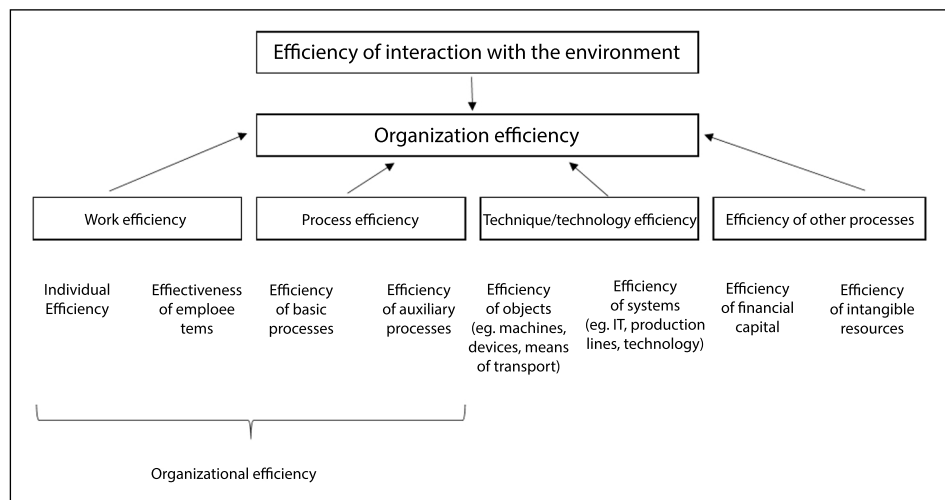 Efficiency of interaction with the environment
Organization efficiency
Work efficiency
Process efficiency
Technique/technology efficiency
Efficiency of other processes
Individual
Efficiency
Effectiveness
of emploee
tems
Efficiency
of basic
processes
Efficiency
of auxiliary
processes
Efficiency
of objects
(eg. machines,
devices, means
of transport)
Efficiency
of systems
(eg. IT, production
lines, technology)
Efficiency
of financial
capital
Efficiency
of intangible
resources
Organizational efficiency